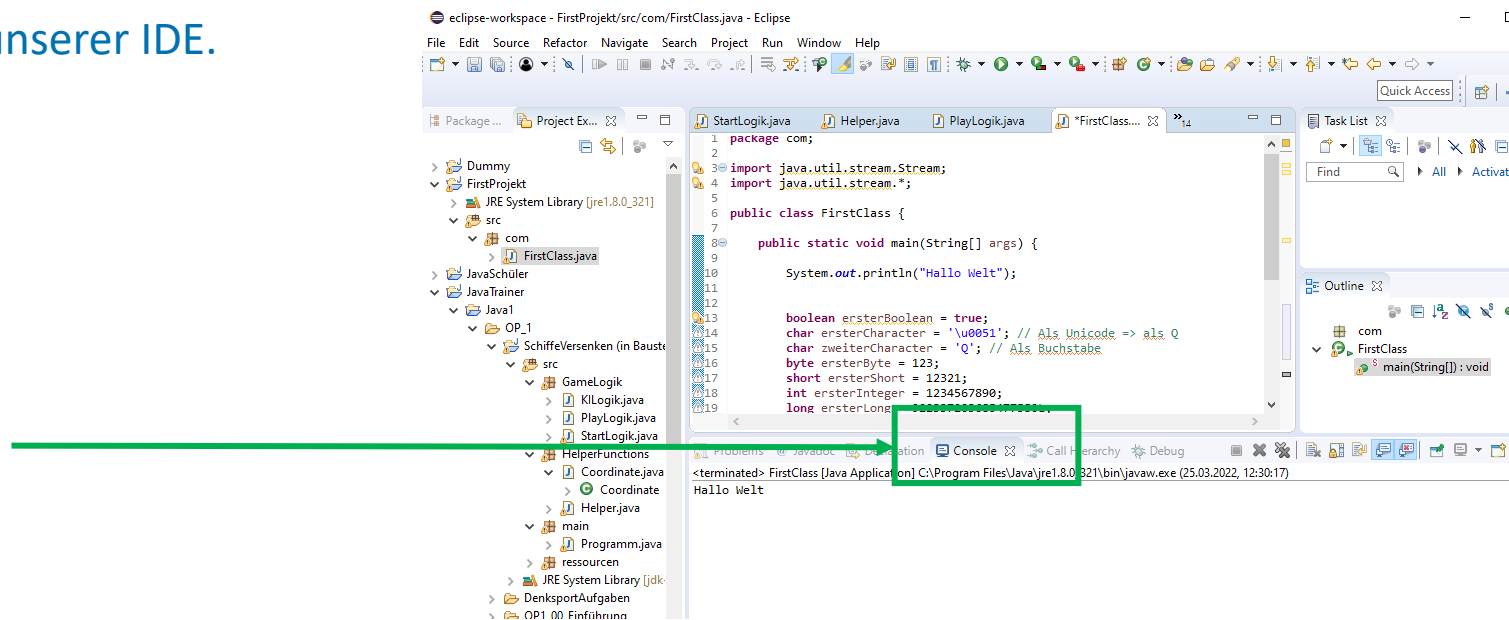 unserer IDE.
eclipse-workspace - FirstProjekt/src/com/FirstClass.java - Eclipse
File Edit Source Refactor Navigate Search Project Run Window Help
Quick Access
Package ...
Project Ex...
Dummy
FirstProjekt
JRE System Library [jre1.8.0_321]
src
com
FirstClass.java
JavaSchüler
JavaTrainer
Java1
OP_1
SchiffeVersenken (in Bauste
src
GameLogik
KILogik.java
PlayLogik.java
StartLogik.java
HelperFunctions
Coordinate.java
Coordinate
Helper.java
main
Programm.java
ressourcen
JRE System Library [jdk-
DenksportAufgaben
OP1_00_Einführung
StartLogik.java Helper.java PlayLogik.java *FirstClass.... »14
1 package com;
2
3 import java.util.stream.Stream;
4 import java.util.stream.*;
5
6 public class FirstClass {
7
8 public static void main(String[] args) {
9
10 System.out.println("Hallo Welt");
11
12
13 boolean ersterBoolean = true;
14 char ersterCharacter = '\u0051'; // Als Unicode => als Q
15 char zweiterCharacter = 'Q'; // Als Buchstabe
16 byte ersterByte = 123;
17 short ersterShort = 12321;
18 int ersterInteger = 1234567890;
19 long ersterLong =
Task List
Find All Activat
Outline
com
FirstClass
main(String[]) : void
Problems @ Javadoc Declaration Console Call Hierarchy Debug
<terminated> FirstClass [Java Application] C:\Program Files\Java\jre1.8.0_321\bin\javaw.exe (25.03.2022, 12:30:17)
Hallo Welt